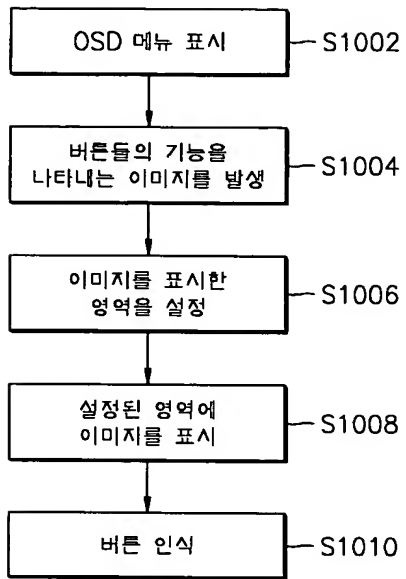 OSD 메뉴 표시
S1002
버튼들의 기능을
나타내는 이미지를 발생
S1004
이미지를 표시한
영역을 설정
S1006
설정된 영역에
이미지를 표시
S1008
버튼 인식
S1010